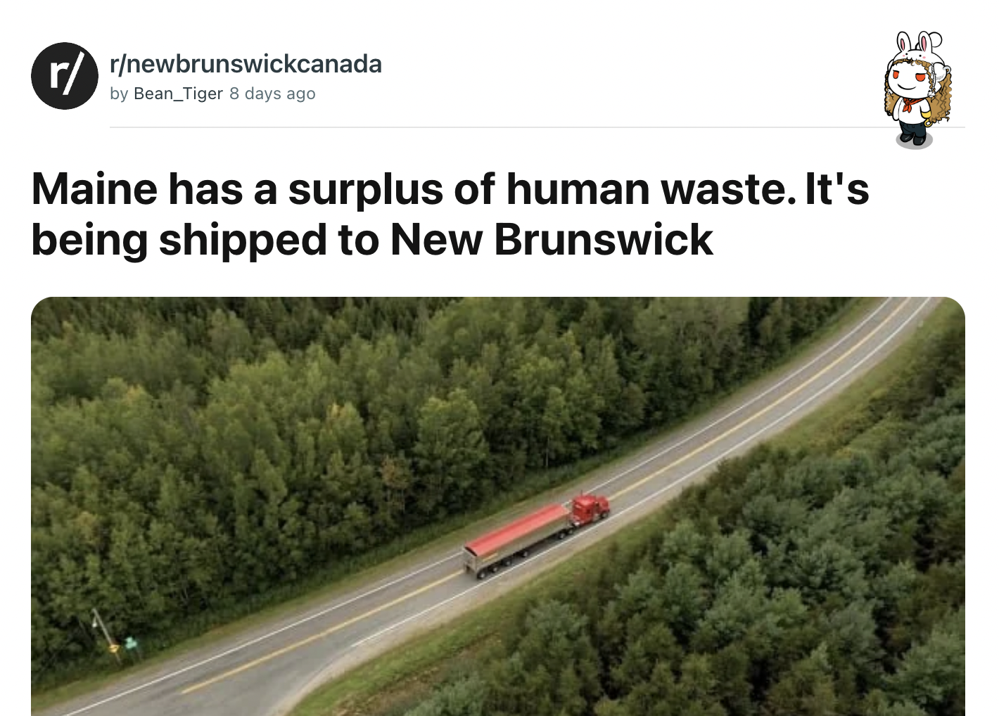 r/
r/newbrunswickcanada
by Bean_Tiger 8 days ago
Maine has a surplus of human waste. It's
being shipped to New Brunswick